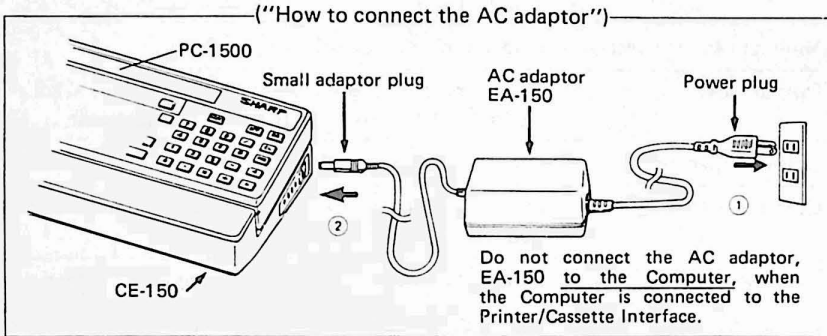 ("How to connect the AC adaptor")
PC-1500
Small adaptor plug
AC adaptor
EA-150
Power plug
SHARP
①
②
CE-150
Do not connect the AC adaptor,
EA-150 to the Computer, when
the Computer is connected to the
Printer/Cassette Interface.